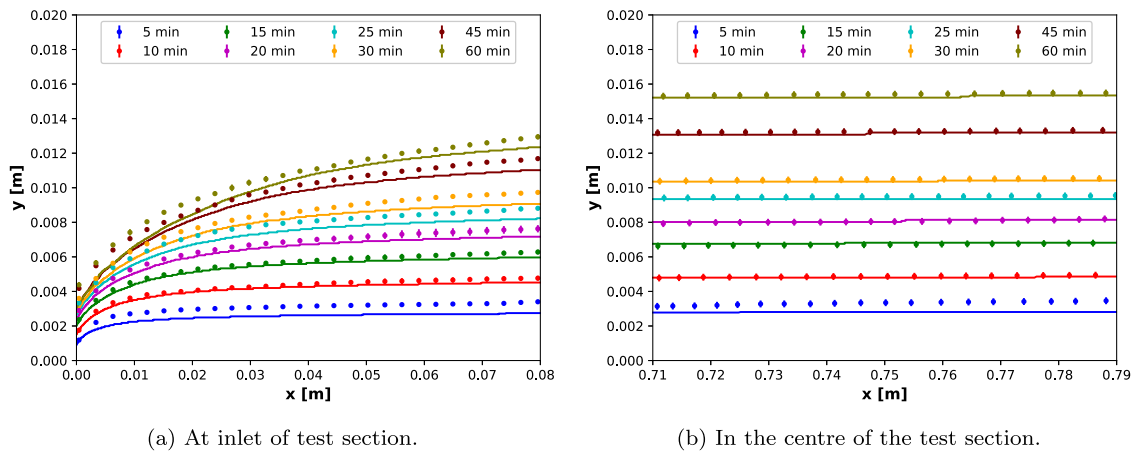 0.020
0.018
0.016
0.014
0.012
0.010
0.008
0.006
0.004
0.002
0.000
y [m]
5 min 15 min 25 min 45 min
10 min 20 min 30 min 60 min
0.00 0.01 0.02 0.03 0.04 0.05 0.06 0.07 0.08
x [m]
(a) At inlet of test section.
0.020
0.018
0.016
0.014
0.012
0.010
0.008
0.006
0.004
0.002
0.000
y [m]
5 min 15 min 25 min 45 min
10 min 20 min 30 min 60 min
0.71 0.72 0.73 0.74 0.75 0.76 0.77 0.78 0.79
x [m]
(b) In the centre of the test section.